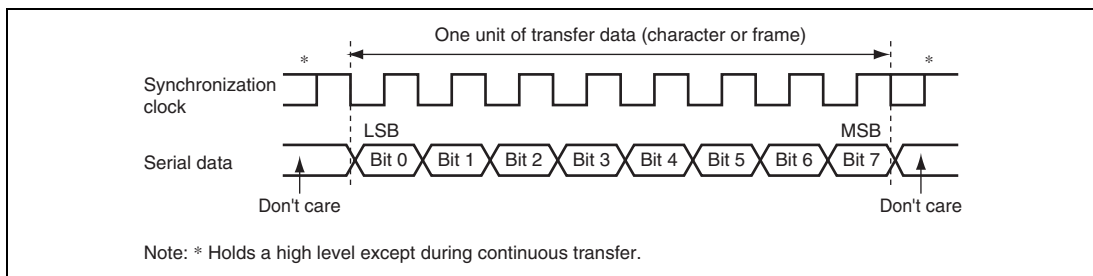 One unit of transfer data (character or frame)
* *
Synchronization
clock
LSB MSB
Serial data Bit 0 Bit 1 Bit 2 Bit 3 Bit 4 Bit 5 Bit 6 Bit 7
Don't care Don't care
Note: * Holds a high level except during continuous transfer.